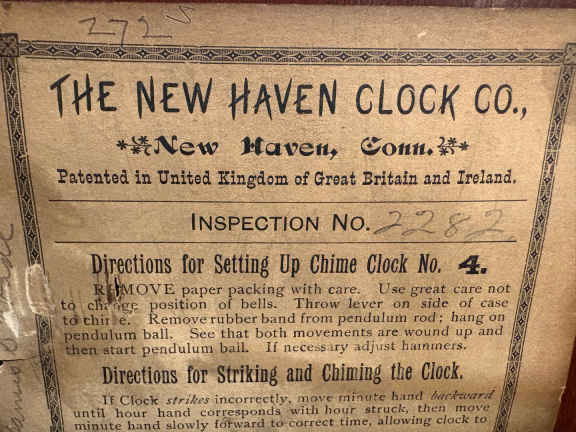 272
THE NEW HAVEN CLOCK CO.,
New Haven, Conn.
Patented in United Kingdom of Great Britain and Ireland.
INSPECTION NO. 2282
Directions for Setting Up Chime Clock No. 4.
REMOVE paper packing with care. Use great care not
to change position of bells. Throw lever on side of case
to chime. Remove rubber band from pendulum rod; hang on
pendulum ball. See that both movements are wound up and
then start pendulum ball. If necessary adjust hammers.
Directions for Striking and Chiming the Clock.
If Clock strikes incorrectly, move minute hand backward
until hour hand corresponds with hour struck, then move
minute hand slowly forward to correct time, allowing clock to